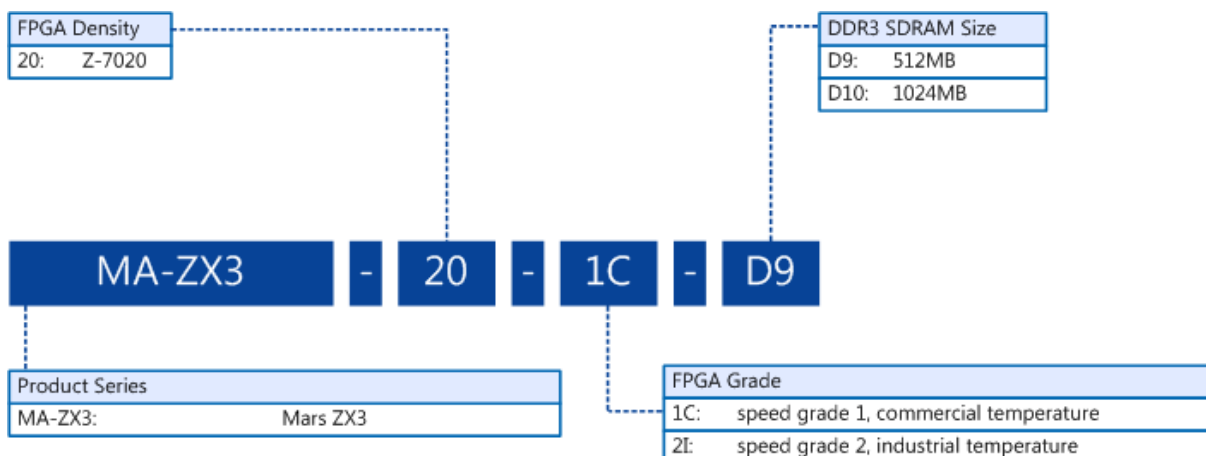 FPGA Density
20: Z-7020
DDR3 SDRAM Size
D9: 512MB
D10: 1024MB
MA-ZX3 - 20 - 1C - D9
Product Series
MA-ZX3: Mars ZX3
FPGA Grade
1C: speed grade 1, commercial temperature
2I: speed grade 2, industrial temperature